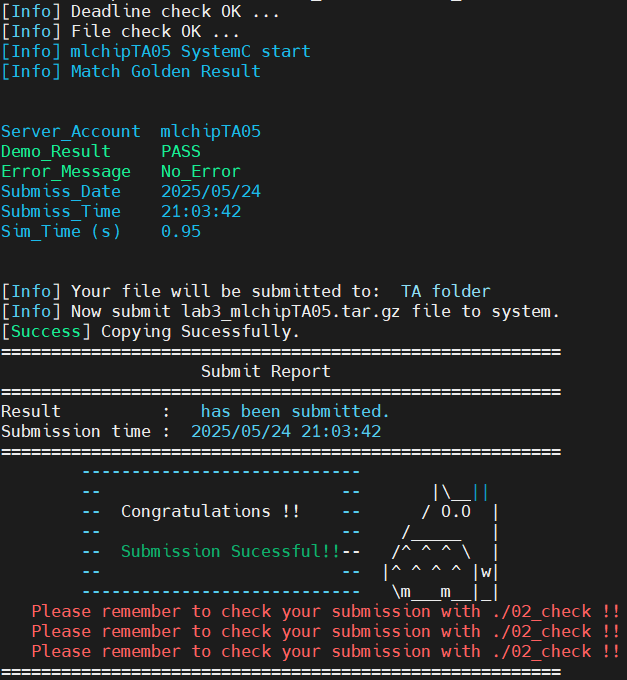 [Info] Deadline check OK ...
[Info] File check OK ...
[Info] mlchipTA05 SystemC start
[Info] Match Golden Result
Server_Account  mlchipTA05
Demo_Result     PASS
Error_Message   No_Error
Submiss_Date    2025/05/24
Submiss_Time    21:03:42
Sim_Time (s)    0.95
[Info] Your file will be submitted to:  TA folder
[Info] Now submit lab3_mlchipTA05.tar.gz file to system.
[Success] Copying Sucessfully.
========================================================
                    Submit Report
========================================================
Result          :   has been submitted.
Submission time :  2025/05/24 21:03:42
========================================================
        ----------------------------
        --                        --       |\__||
        --  Congratulations !!    --      / O.O  |
        --                        --    /_____   |
        --  Submission Sucessful!!--   /^ ^ ^ \  |
        --                        --  |^ ^ ^ ^ |w|
        ----------------------------   \m___m__|_|
   Please remember to check your submission with ./02_check !!
   Please remember to check your submission with ./02_check !!
   Please remember to check your submission with ./02_check !!
========================================================